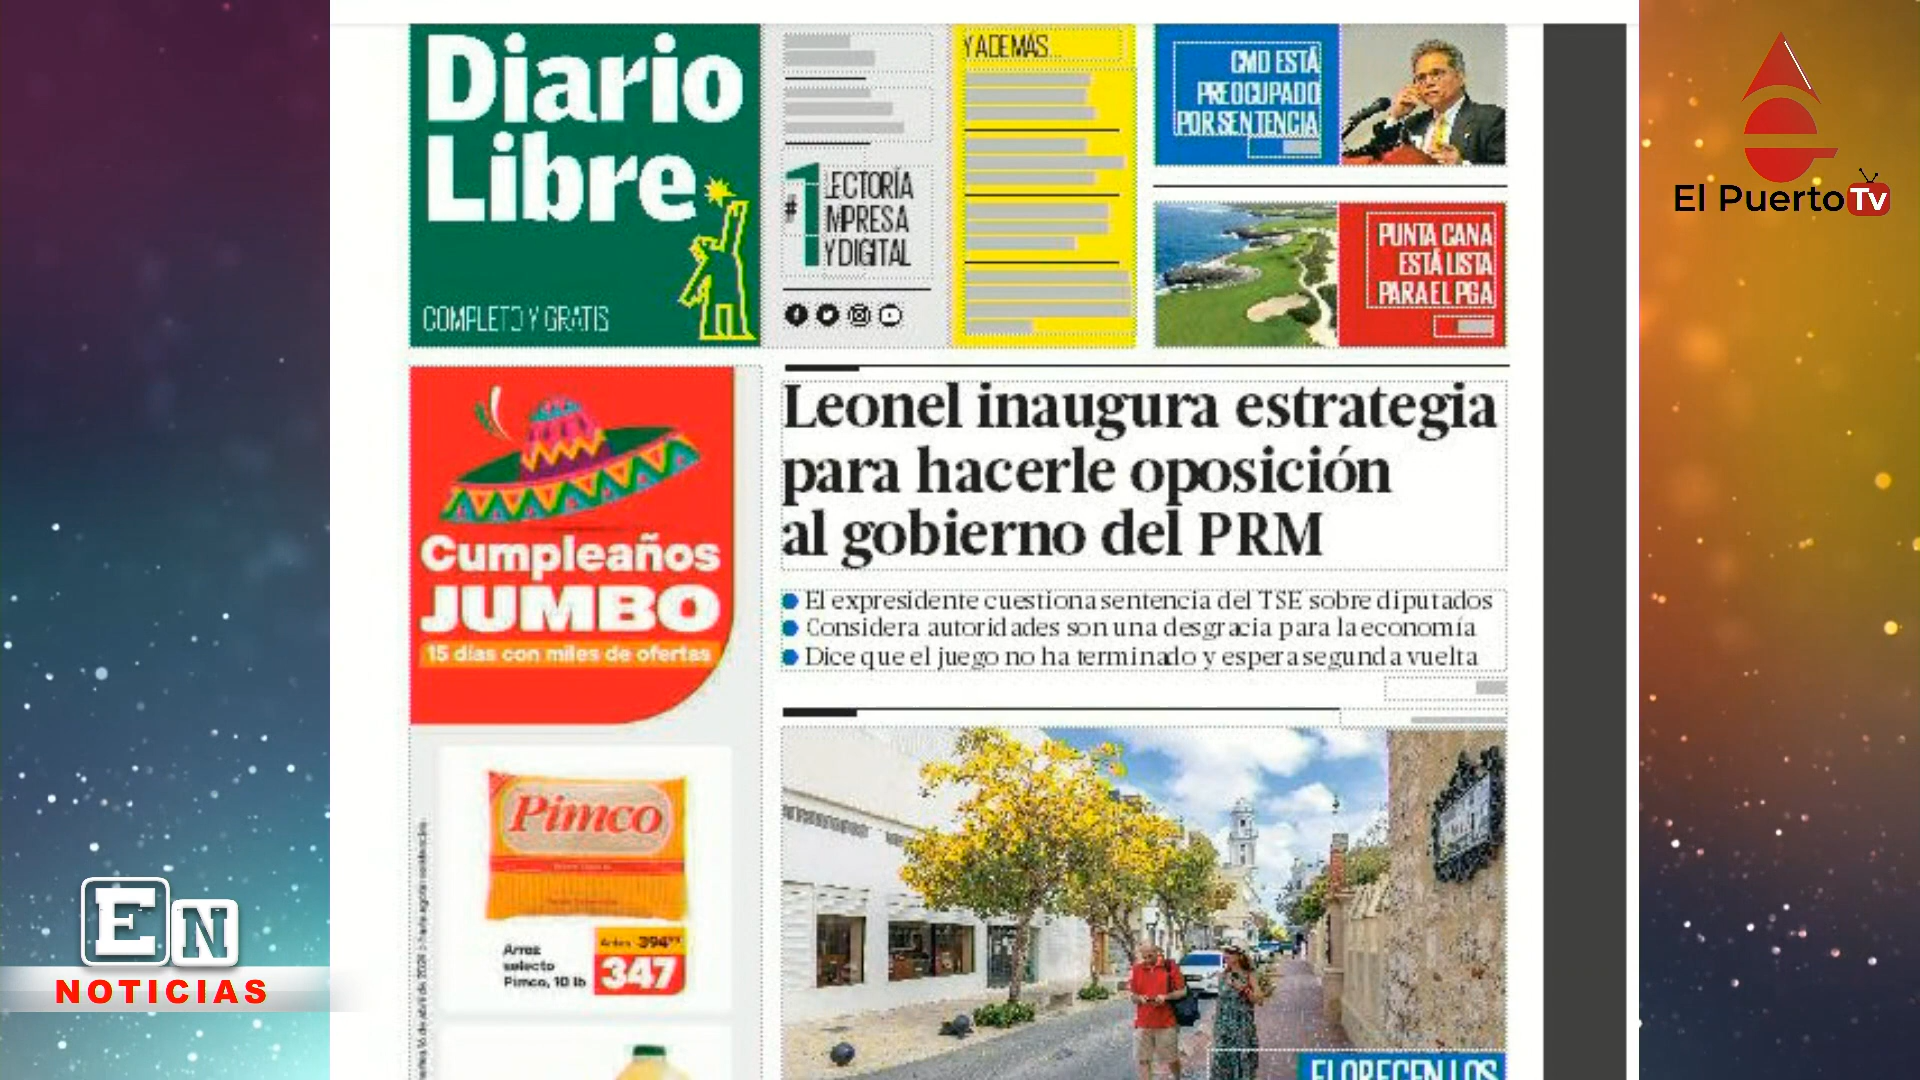 Diario
Libre
COMPLETO Y GRATIS
#1
LECTORÍA
IMPRESA
Y DIGITAL
Y ADEMÁS...
CMD ESTÁ
PREOCUPADO
POR SENTENCIA
PUNTA CANA
ESTÁ LISTA
PARA EL PGA
El Puerto Tv
Leonel inaugura estrategia
para hacerle oposición
al gobierno del PRM
El expresidente cuestiona sentencia del TSE sobre diputados
Considera autoridades son una desgracia para la economía
Dice que el juego no ha terminado y espera segunda vuelta
Cumpleaños
JUMBO
15 días con miles de ofertas
Pimco
Arroz
selecto
Pimco, 10 lb
Antes 394
347
FLORECEN LOS
EN
NOTICIAS